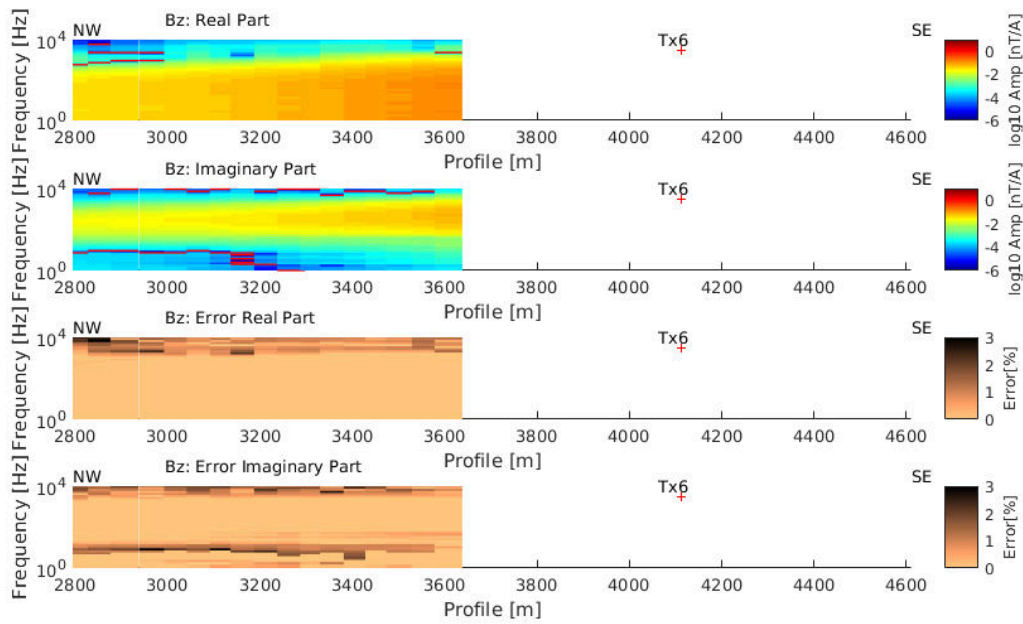 Bz: Real Part
NW
Tx6
SE
Frequency [Hz]
10^4
10^0
2800 3000 3200 3400 3600 3800 4000 4200 4400 4600
Profile [m]
0
-2
-4
-6
log10 Amp [nT/A]
Bz: Imaginary Part
NW
Tx6
SE
Frequency [Hz]
10^4
10^0
2800 3000 3200 3400 3600 3800 4000 4200 4400 4600
Profile [m]
0
-2
-4
-6
log10 Amp [nT/A]
Bz: Error Real Part
NW
Tx6
SE
Frequency [Hz]
10^4
10^0
2800 3000 3200 3400 3600 3800 4000 4200 4400 4600
Profile [m]
3
2
1
0
Error[%]
Bz: Error Imaginary Part
NW
Tx6
SE
Frequency [Hz]
10^4
10^0
2800 3000 3200 3400 3600 3800 4000 4200 4400 4600
Profile [m]
3
2
1
0
Error[%]